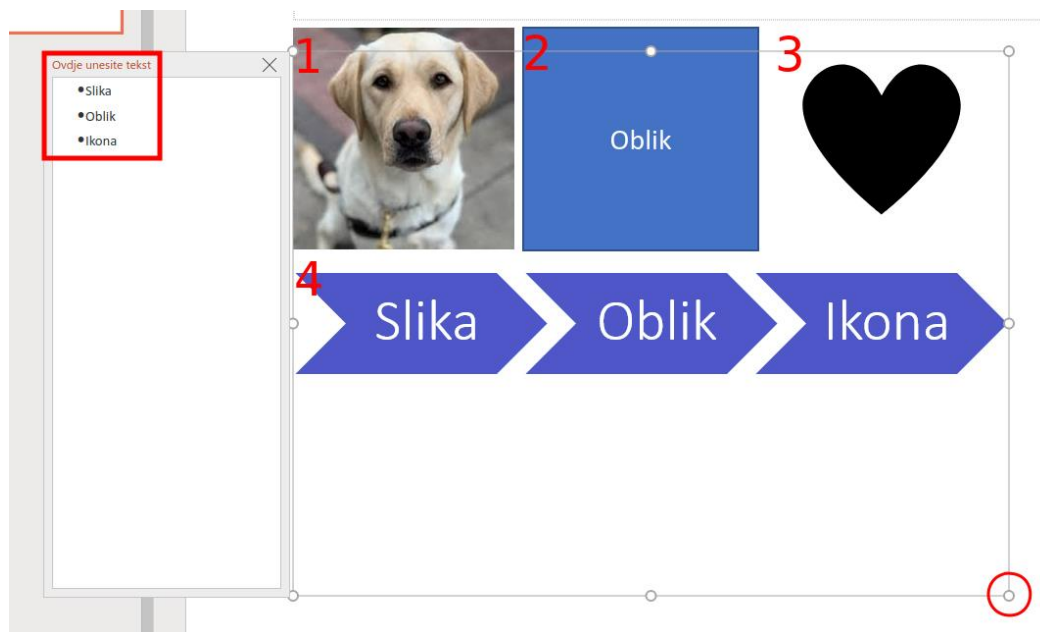 Ovdje unesite tekst
•Slika
•Oblik
•Ikona
1
2
3
Oblik
4
Slika
Oblik
Ikona